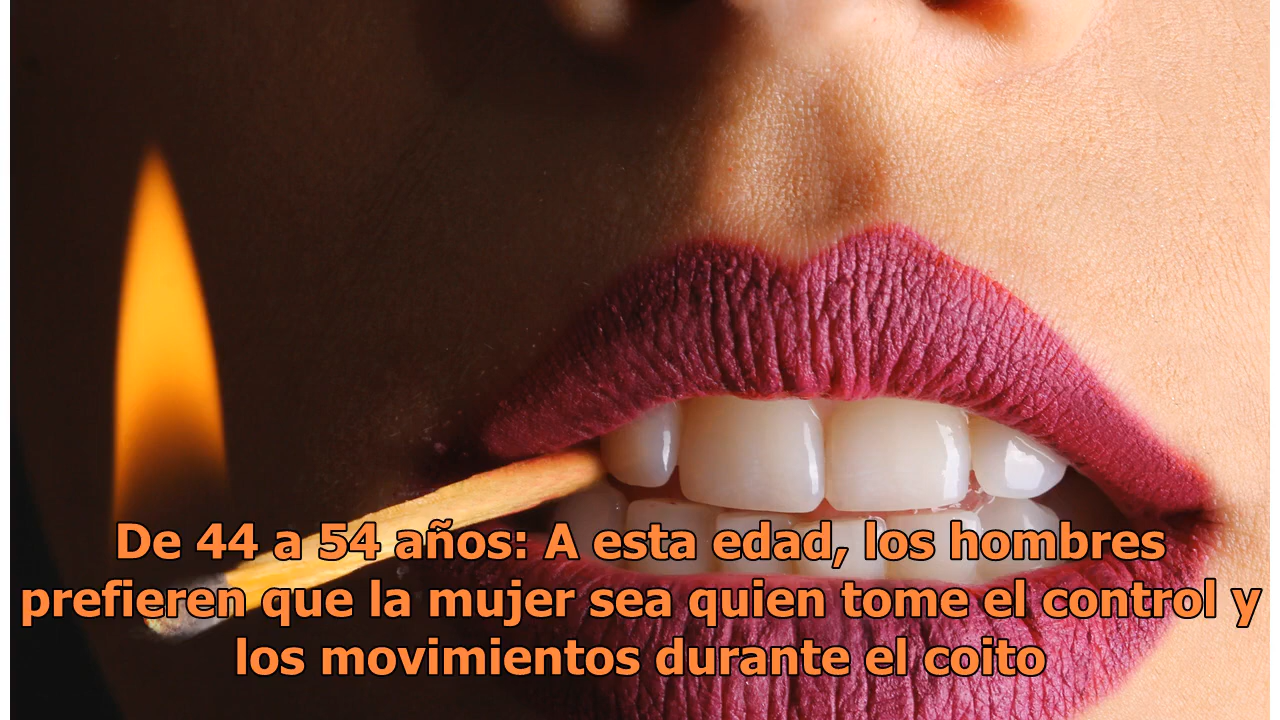 De 44 a 54 años: A esta edad, los hombres
prefieren que la mujer sea quien tome el control y
los movimientos durante el coito